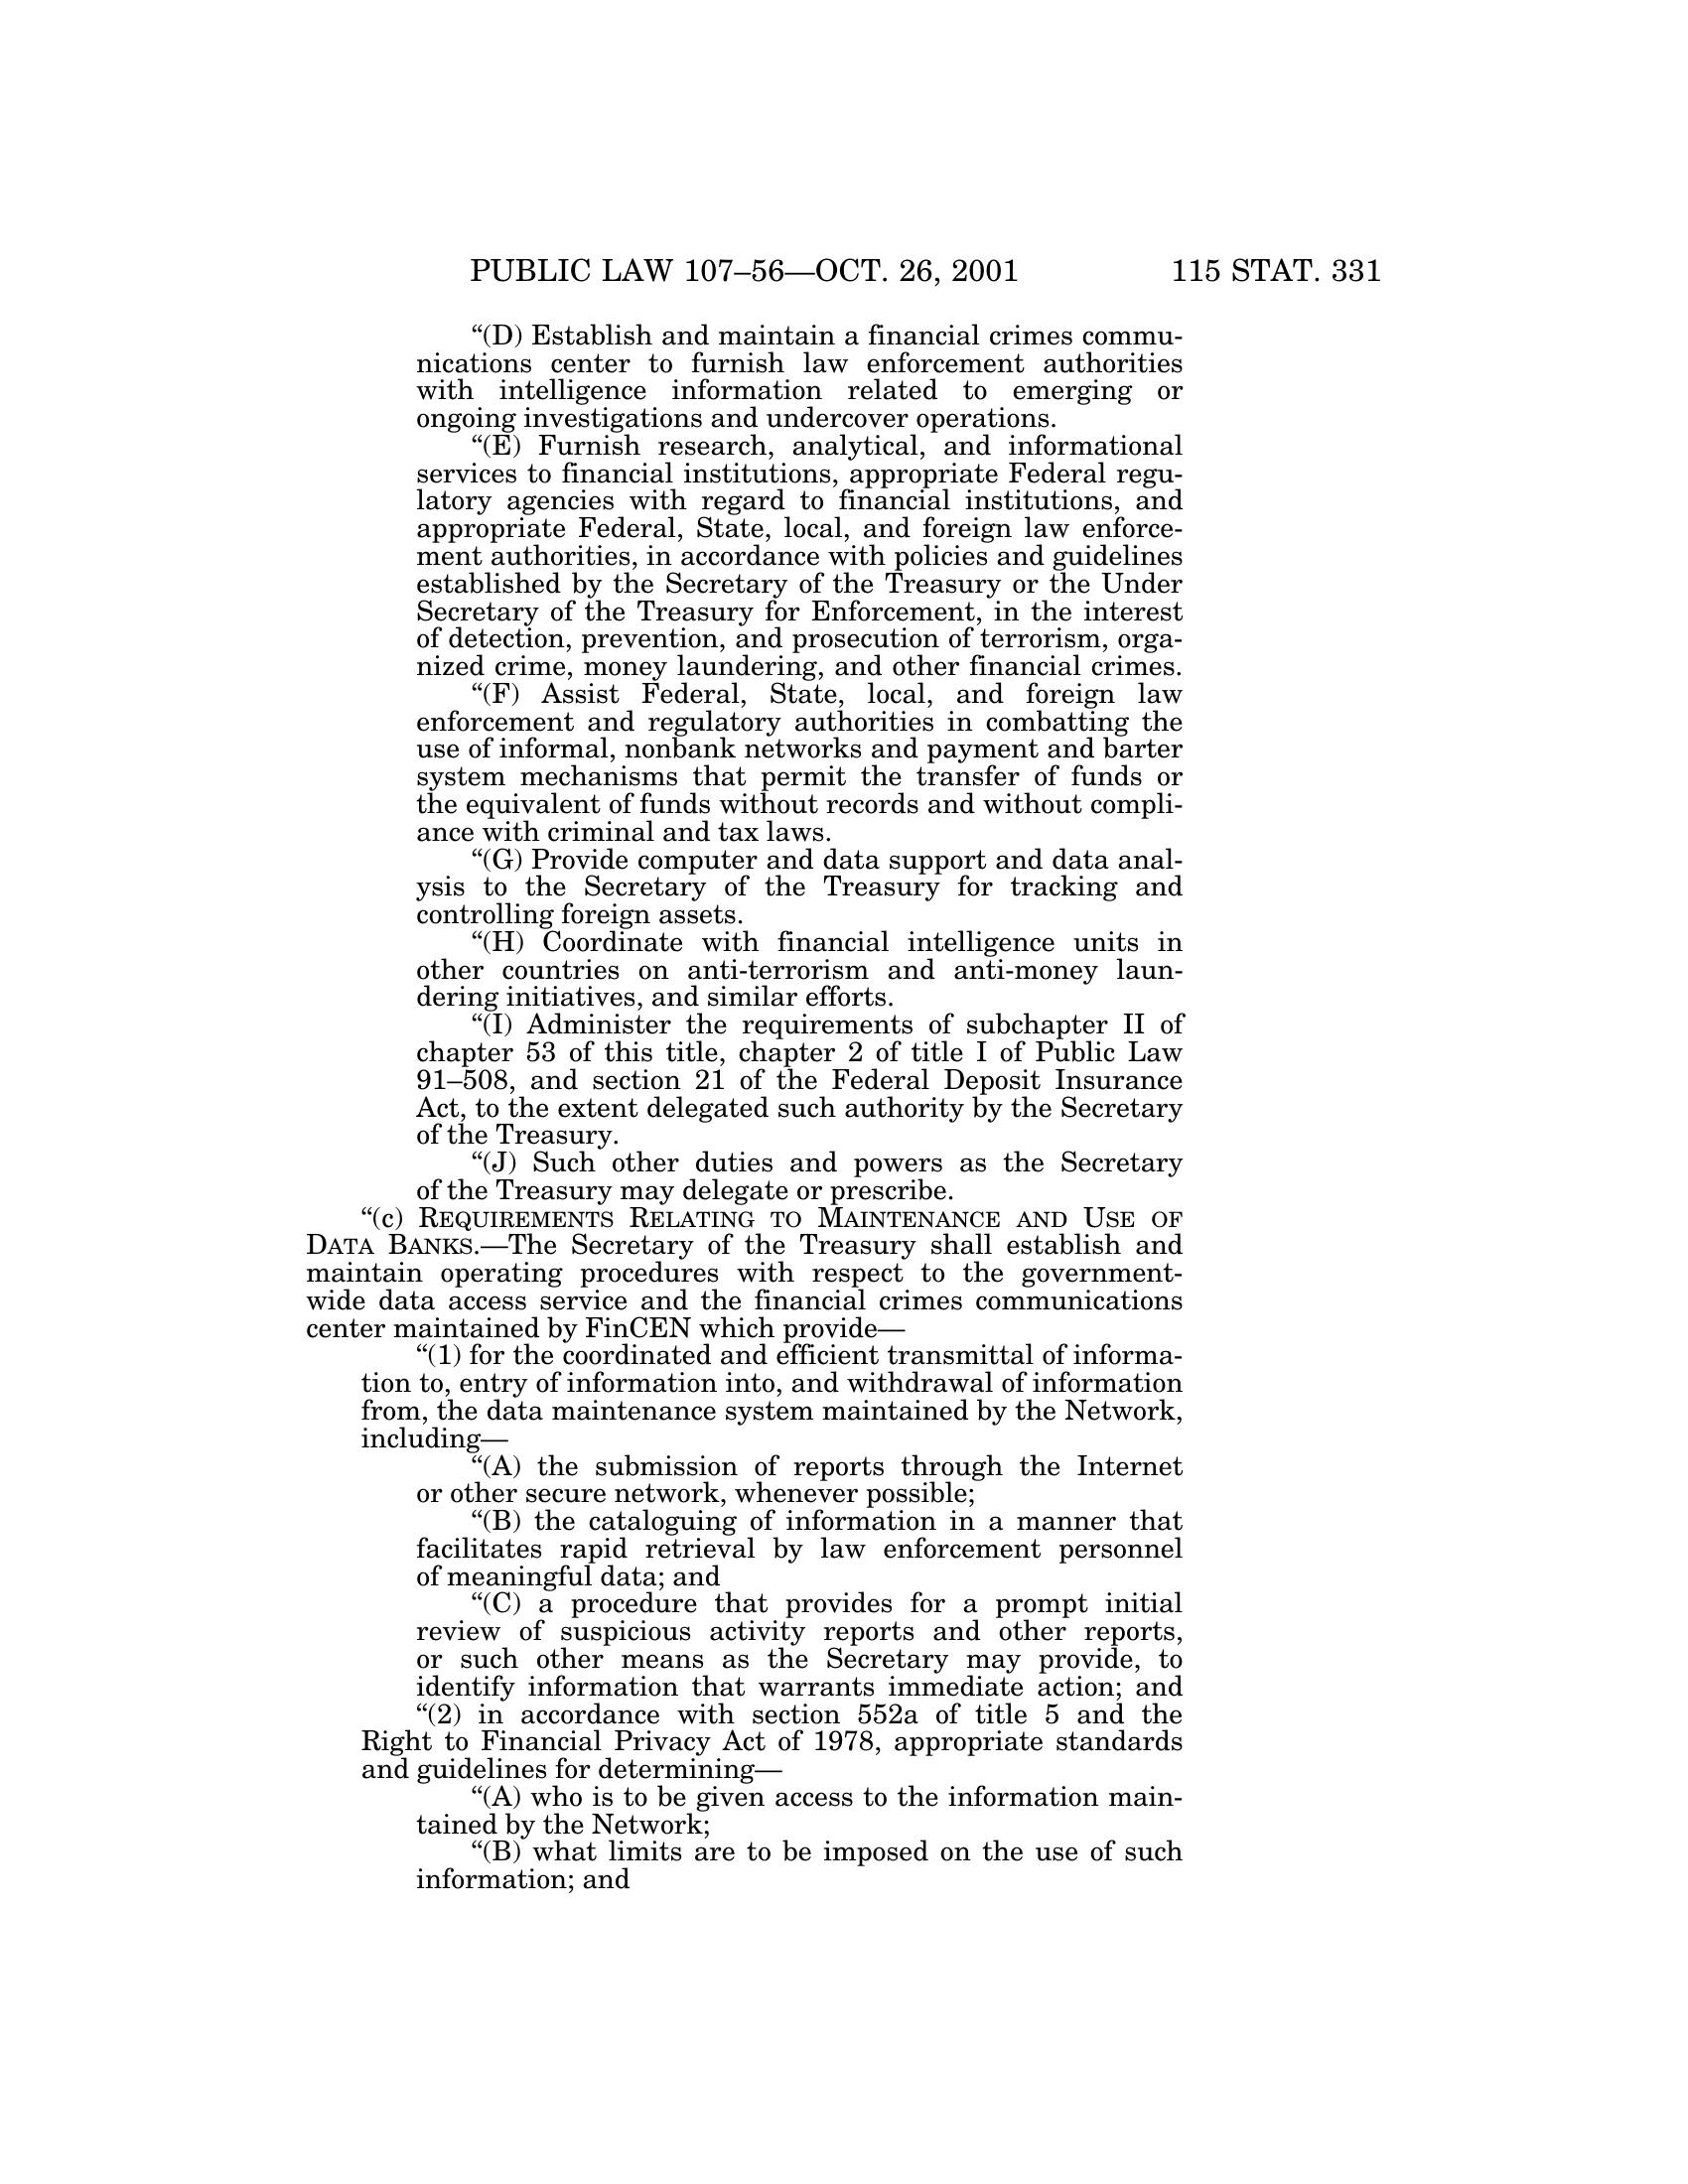 PUBLIC LAW 107–56—OCT. 26, 2001 115 STAT. 331
“(D) Establish and maintain a financial crimes commu-
nications center to furnish law enforcement authorities
with intelligence information related to emerging or
ongoing investigations and undercover operations.
“(E) Furnish research, analytical, and informational
services to financial institutions, appropriate Federal regu-
latory agencies with regard to financial institutions, and
appropriate Federal, State, local, and foreign law enforce-
ment authorities, in accordance with policies and guidelines
established by the Secretary of the Treasury or the Under
Secretary of the Treasury for Enforcement, in the interest
of detection, prevention, and prosecution of terrorism, orga-
nized crime, money laundering, and other financial crimes.
“(F) Assist Federal, State, local, and foreign law
enforcement and regulatory authorities in combatting the
use of informal, nonbank networks and payment and barter
system mechanisms that permit the transfer of funds or
the equivalent of funds without records and without compli-
ance with criminal and tax laws.
“(G) Provide computer and data support and data anal-
ysis to the Secretary of the Treasury for tracking and
controlling foreign assets.
“(H) Coordinate with financial intelligence units in
other countries on anti-terrorism and anti-money laun-
dering initiatives, and similar efforts.
“(I) Administer the requirements of subchapter II of
chapter 53 of this title, chapter 2 of title I of Public Law
91–508, and section 21 of the Federal Deposit Insurance
Act, to the extent delegated such authority by the Secretary
of the Treasury.
“(J) Such other duties and powers as the Secretary
of the Treasury may delegate or prescribe.
“(c) REQUIREMENTS RELATING TO MAINTENANCE AND USE OF
DATA BANKS.—The Secretary of the Treasury shall establish and
maintain operating procedures with respect to the government-
wide data access service and the financial crimes communications
center maintained by FinCEN which provide—
“(1) for the coordinated and efficient transmittal of informa-
tion to, entry of information into, and withdrawal of information
from, the data maintenance system maintained by the Network,
including—
“(A) the submission of reports through the Internet
or other secure network, whenever possible;
“(B) the cataloguing of information in a manner that
facilitates rapid retrieval by law enforcement personnel
of meaningful data; and
“(C) a procedure that provides for a prompt initial
review of suspicious activity reports and other reports,
or such other means as the Secretary may provide, to
identify information that warrants immediate action; and
“(2) in accordance with section 552a of title 5 and the
Right to Financial Privacy Act of 1978, appropriate standards
and guidelines for determining—
“(A) who is to be given access to the information main-
tained by the Network;
“(B) what limits are to be imposed on the use of such
information; and